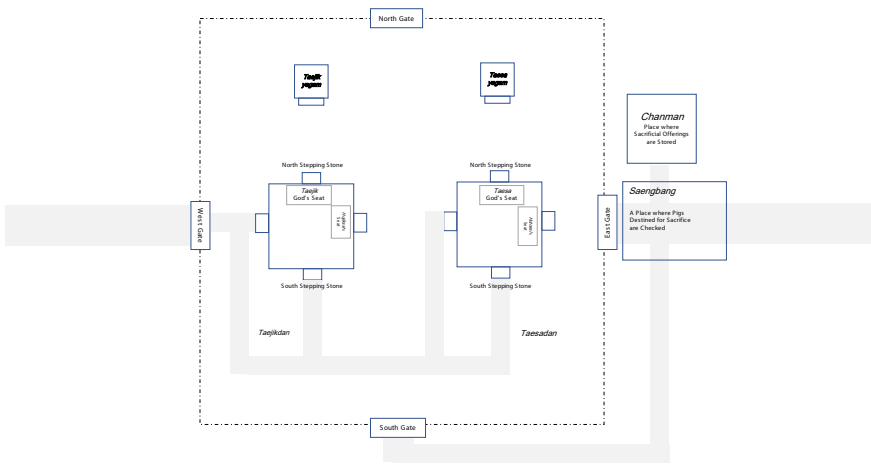 North Gate
Taejik
yogam
Taesa
yogam
Chanman
Place where
Sacrificial Offerings
are Stored
North Stepping Stone
North Stepping Stone
Taejik
God's Seat
Taesa
God's Seat
Saengbang
A Place where Pigs
Destined for Sacrifice
are Checked
West Gate
East Gate
Seat
Seat
South Stepping Stone
South Stepping Stone
Taejikdan
Taesadan
South Gate